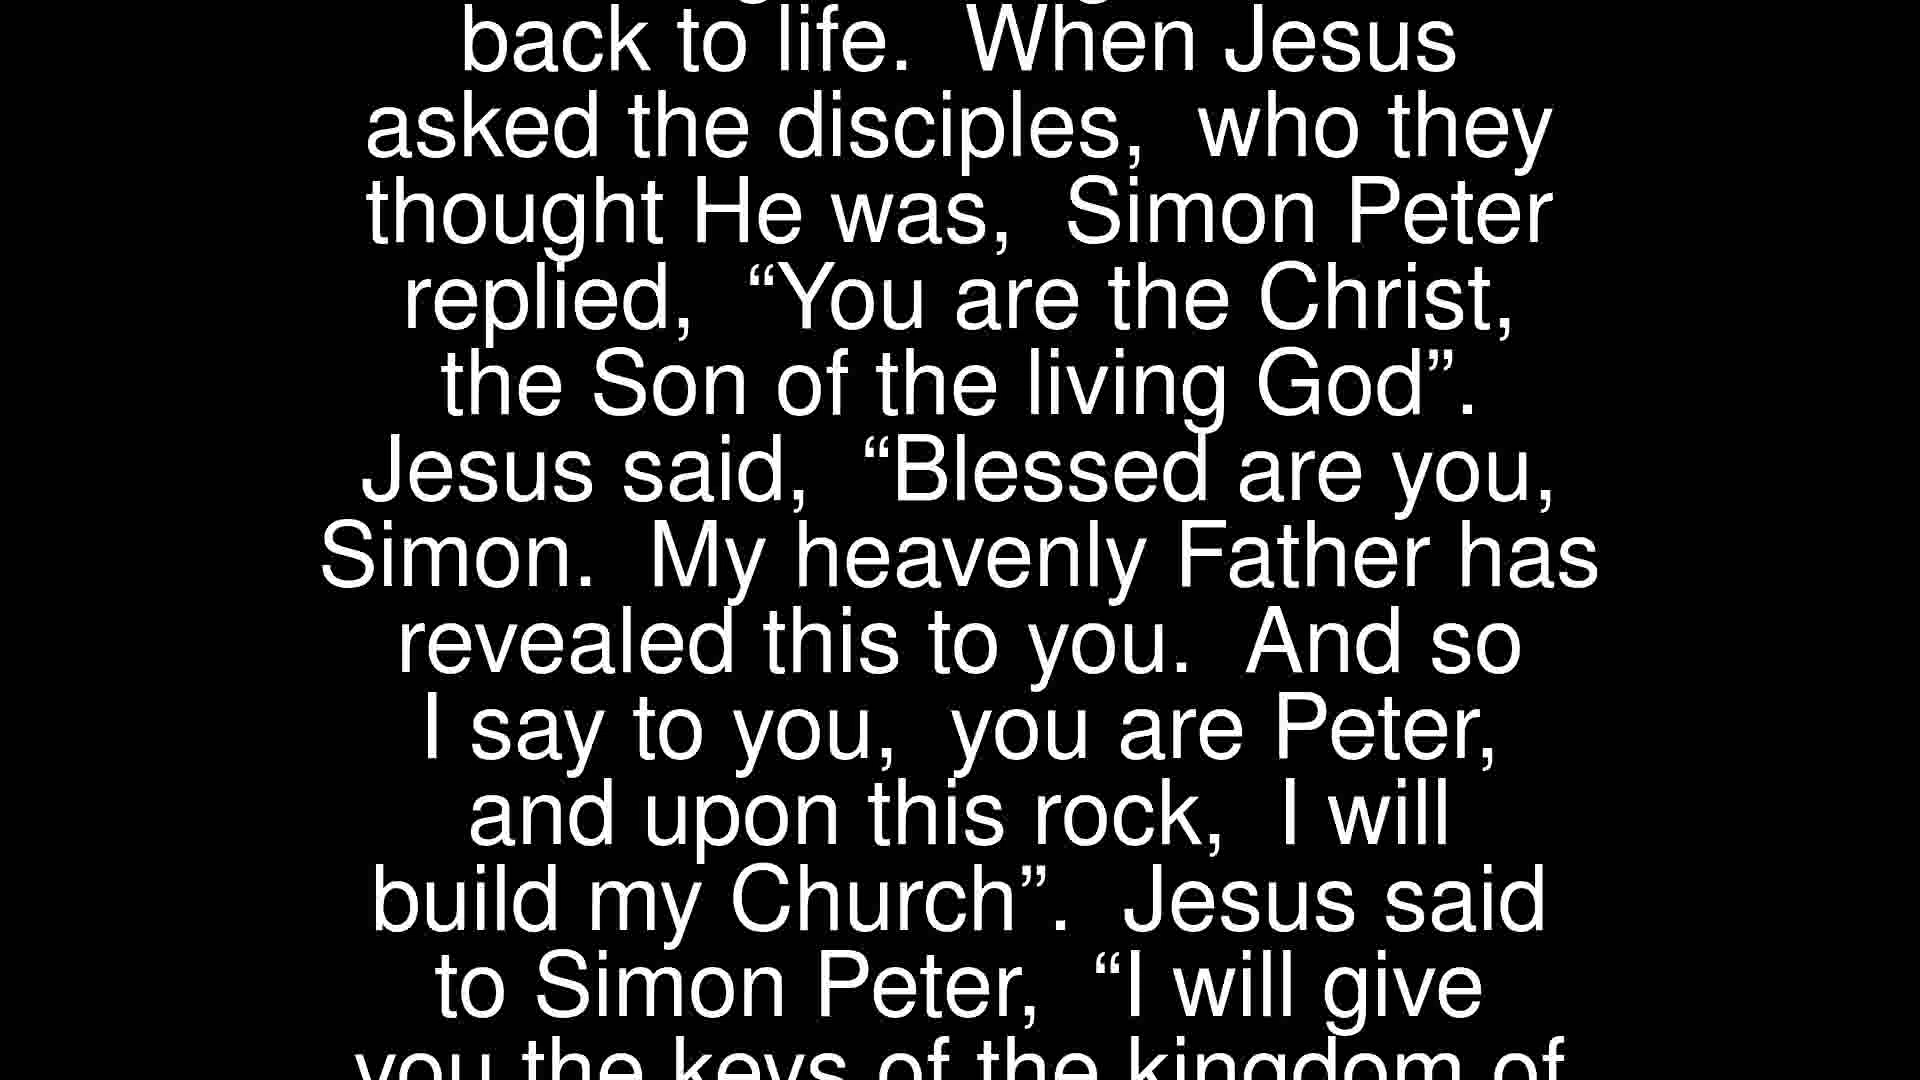 back to life.  When Jesus
asked the disciples,  who they
thought He was,  Simon Peter
replied,  “You are the Christ,
the Son of the living God”.
Jesus said,  “Blessed are you,
Simon.  My heavenly Father has
revealed this to you.  And so
I say to you,  you are Peter,
and upon this rock,  I will
build my Church”.  Jesus said
to Simon Peter,  “I will give
you the keys of the kingdom of